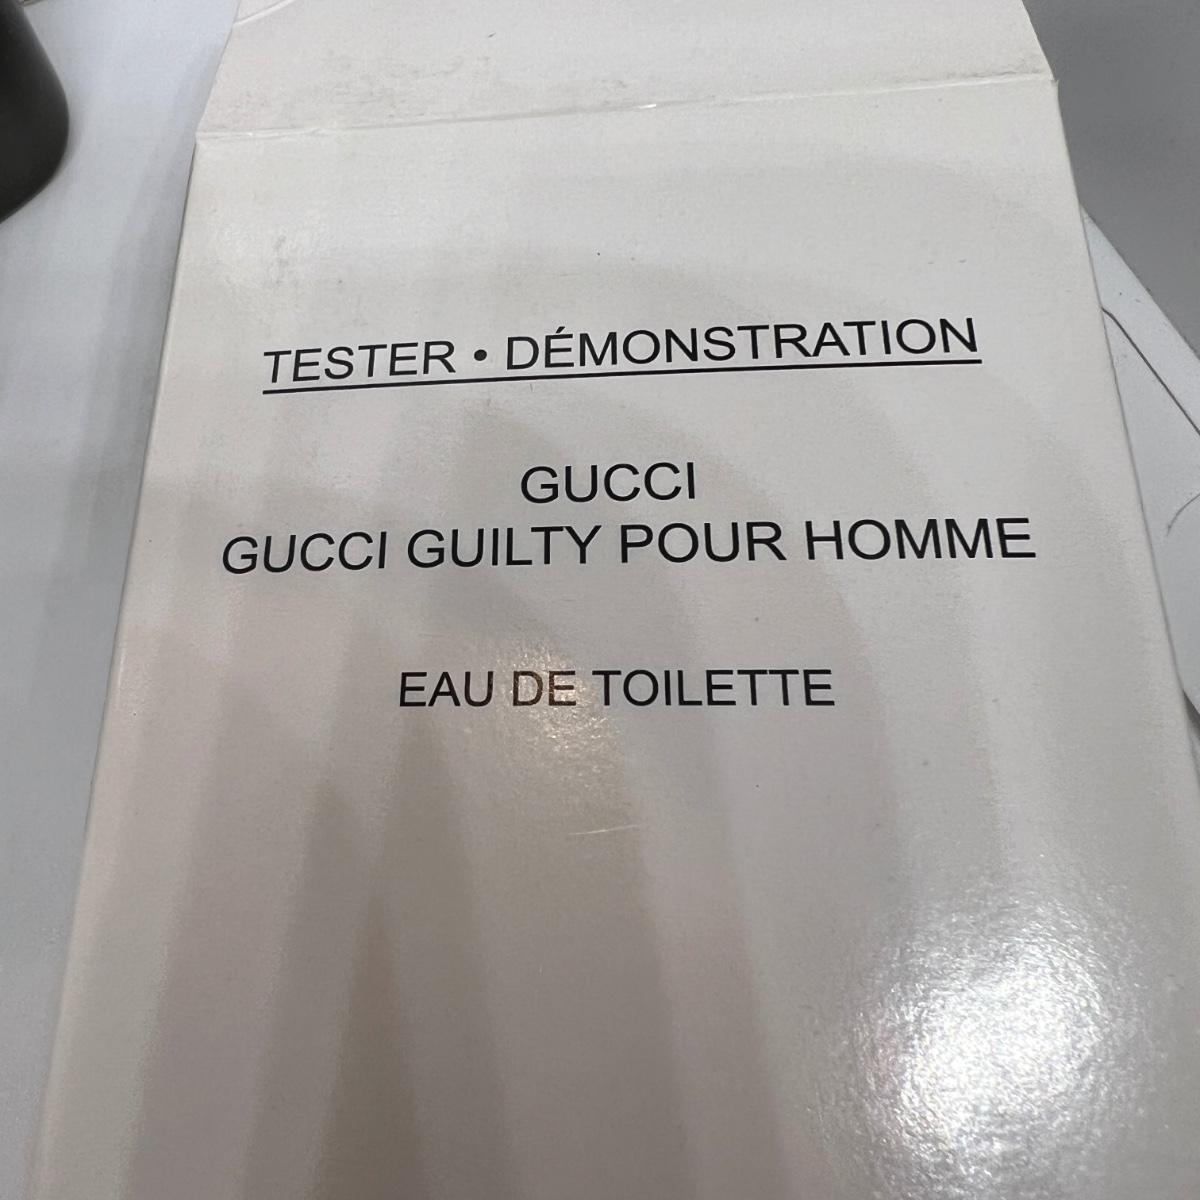 TESTER • DÉMONSTRATION
GUCCI
GUCCI GUILTY POUR HOMME
EAU DE TOILETTE